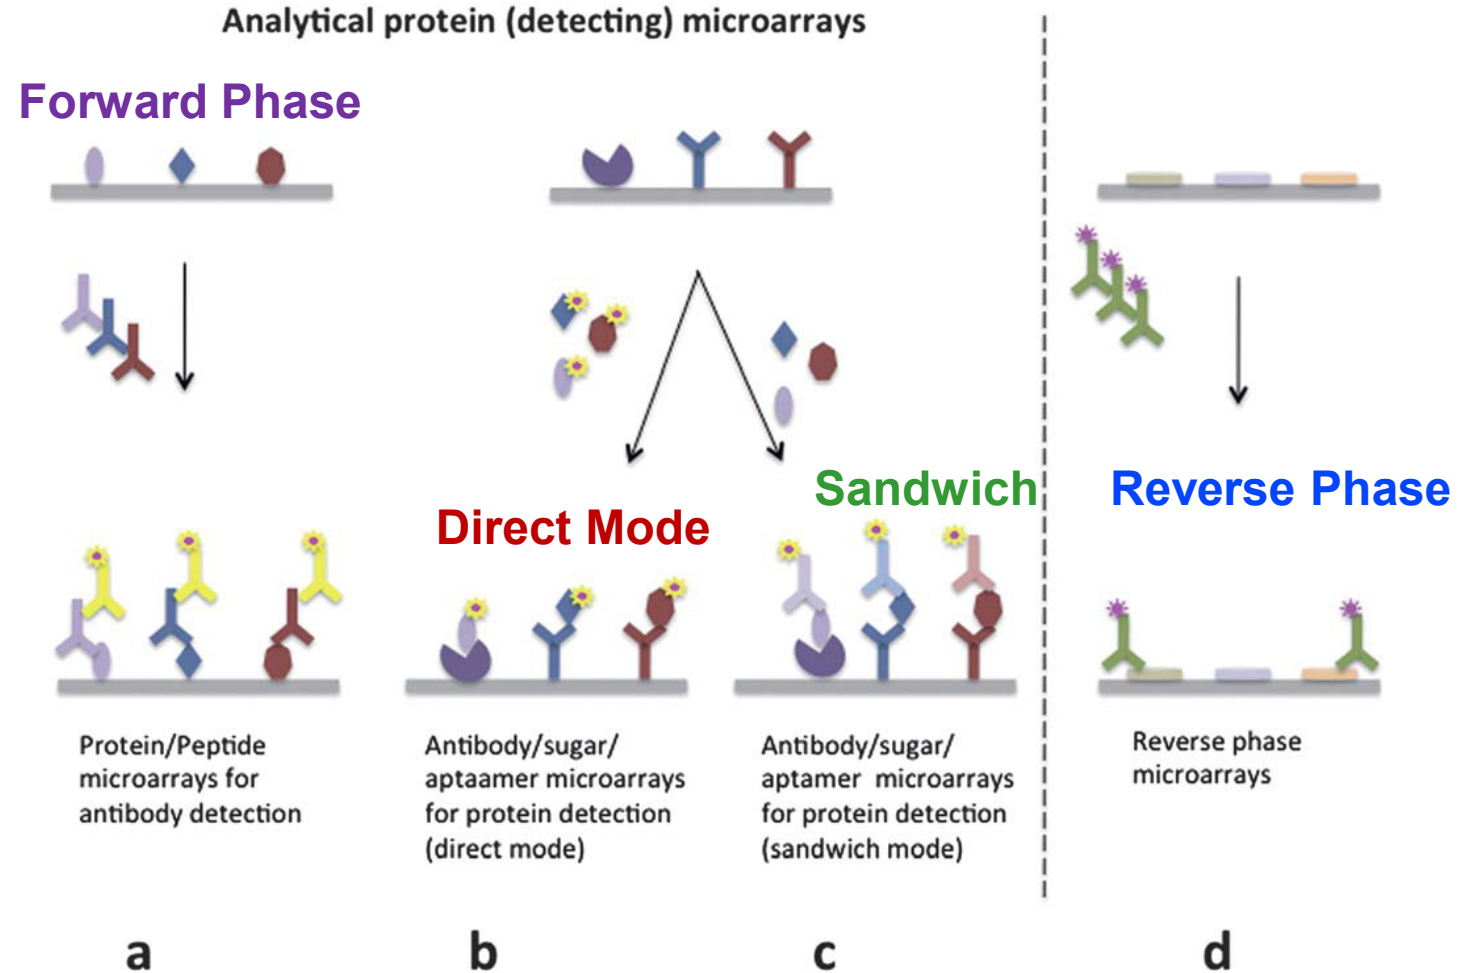 Analytical protein (detecting) microarrays
Forward Phase
Direct Mode
Sandwich
Reverse Phase
Protein/Peptide
microarrays for
antibody detection
Antibody/sugar/
aptaamer microarrays
for protein detection
(direct mode)
Antibody/sugar/
aptamer microarrays
for protein detection
(sandwich mode)
Reverse phase
microarrays
a
b
c
d